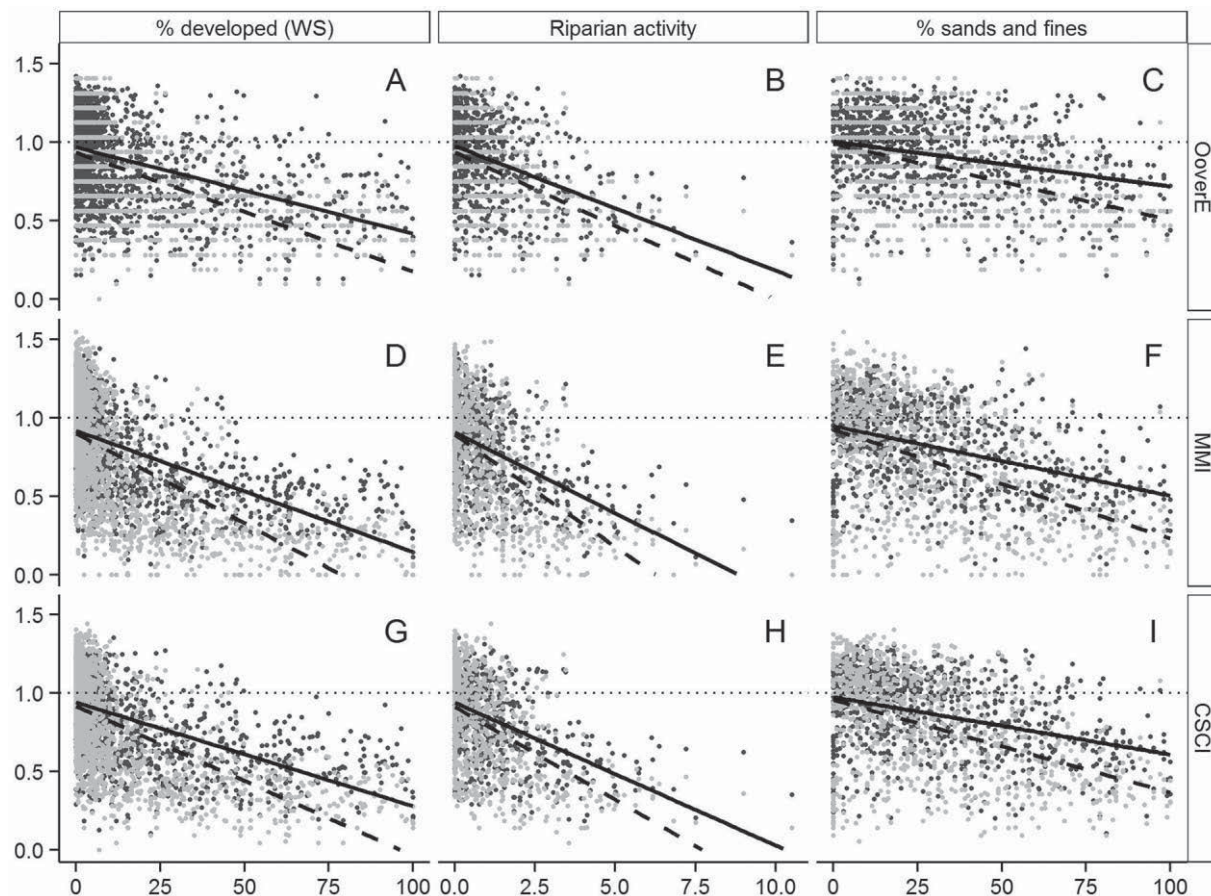 % developed (WS) Riparian activity % sands and fines
1.5 A B C
1.0
0.5
0.0
OoverE
1.5 D E F
1.0
0.5
0.0
MMI
1.5 G H I
1.0
0.5
0.0
CSCI
0 25 50 75 100 0.0 2.5 5.0 7.5 10.0 0 25 50 75 100